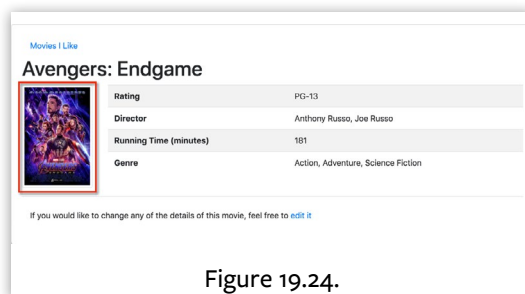 Movies I Like
Avengers: Endgame
Rating PG-13
Director Anthony Russo, Joe Russo
Running Time (minutes) 181
Genre Action, Adventure, Science Fiction
If you would like to change any of the details of this movie, feel free to edit it
Figure 19.24.